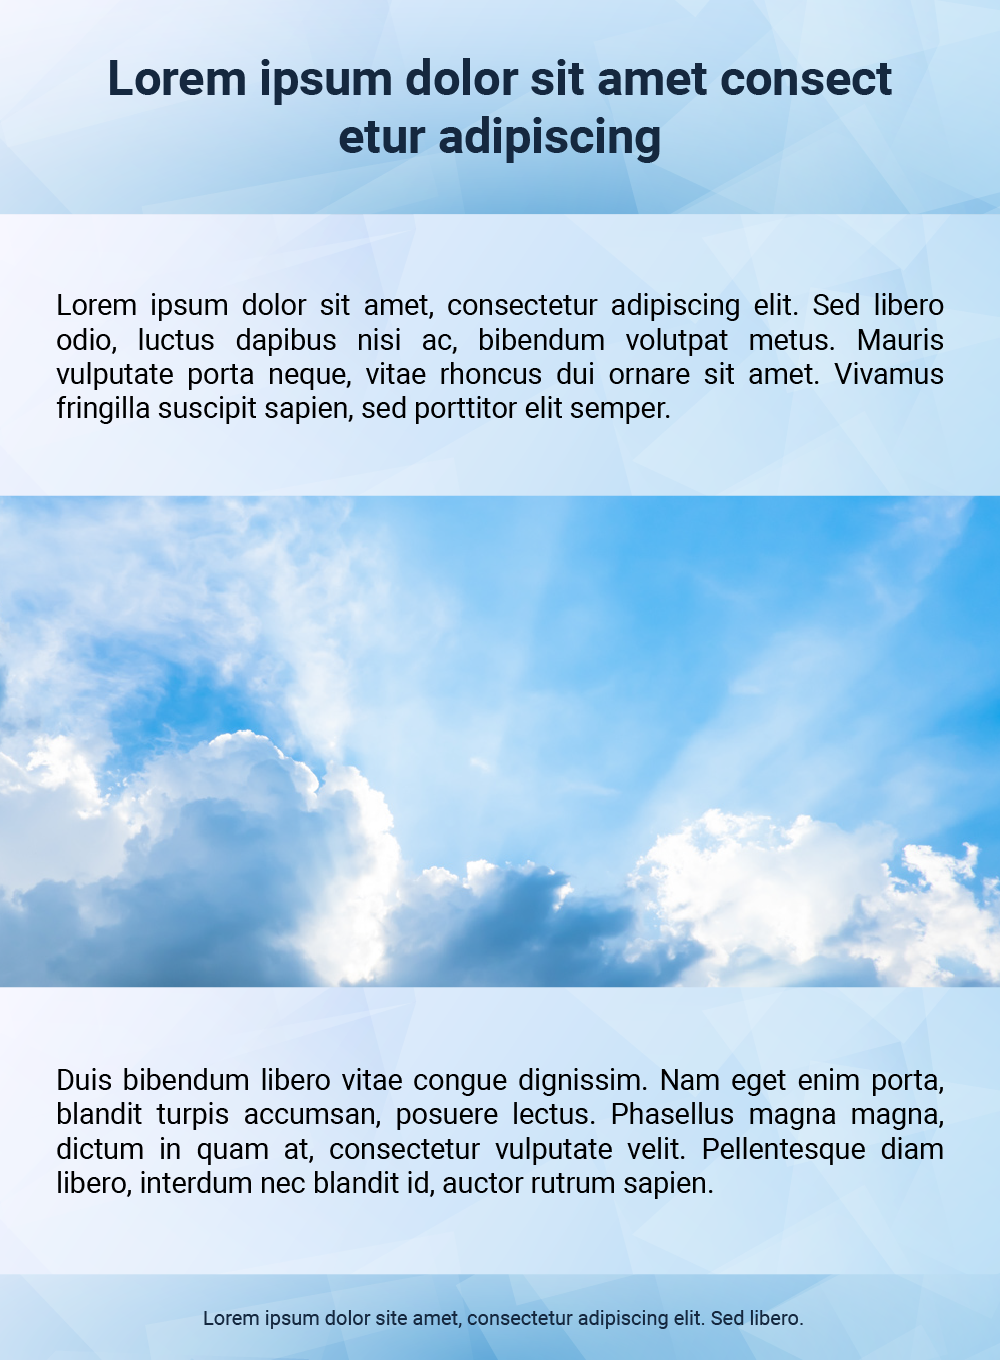 Lorem ipsum dolor sit amet consect
etur adipiscing
Lorem ipsum dolor sit amet, consectetur adipiscing elit. Sed libero
odio, luctus dapibus nisi ac, bibendum volutpat metus. Mauris
vulputate porta neque, vitae rhoncus dui ornare sit amet. Vivamus
fringilla suscipit sapien, sed porttitor elit semper.
Duis bibendum libero vitae congue dignissim. Nam eget enim porta,
blandit turpis accumsan, posuere lectus. Phasellus magna magna,
dictum in quam at, consectetur vulputate velit. Pellentesque diam
libero, interdum nec blandit id, auctor rutrum sapien.
Lorem ipsum dolor site amet, consectetur adipiscing elit. Sed libero.